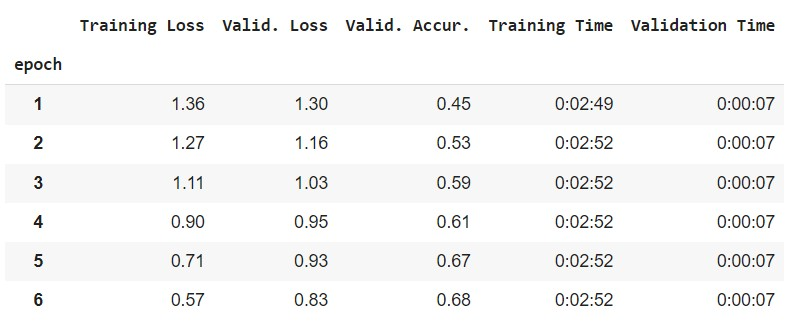 Training Loss Valid. Loss Valid. Accur. Training Time Validation Time
epoch
1 1.36 1.30 0.45 0:02:49 0:00:07
2 1.27 1.16 0.53 0:02:52 0:00:07
3 1.11 1.03 0.59 0:02:52 0:00:07
4 0.90 0.95 0.61 0:02:52 0:00:07
5 0.71 0.93 0.67 0:02:52 0:00:07
6 0.57 0.83 0.68 0:02:52 0:00:07